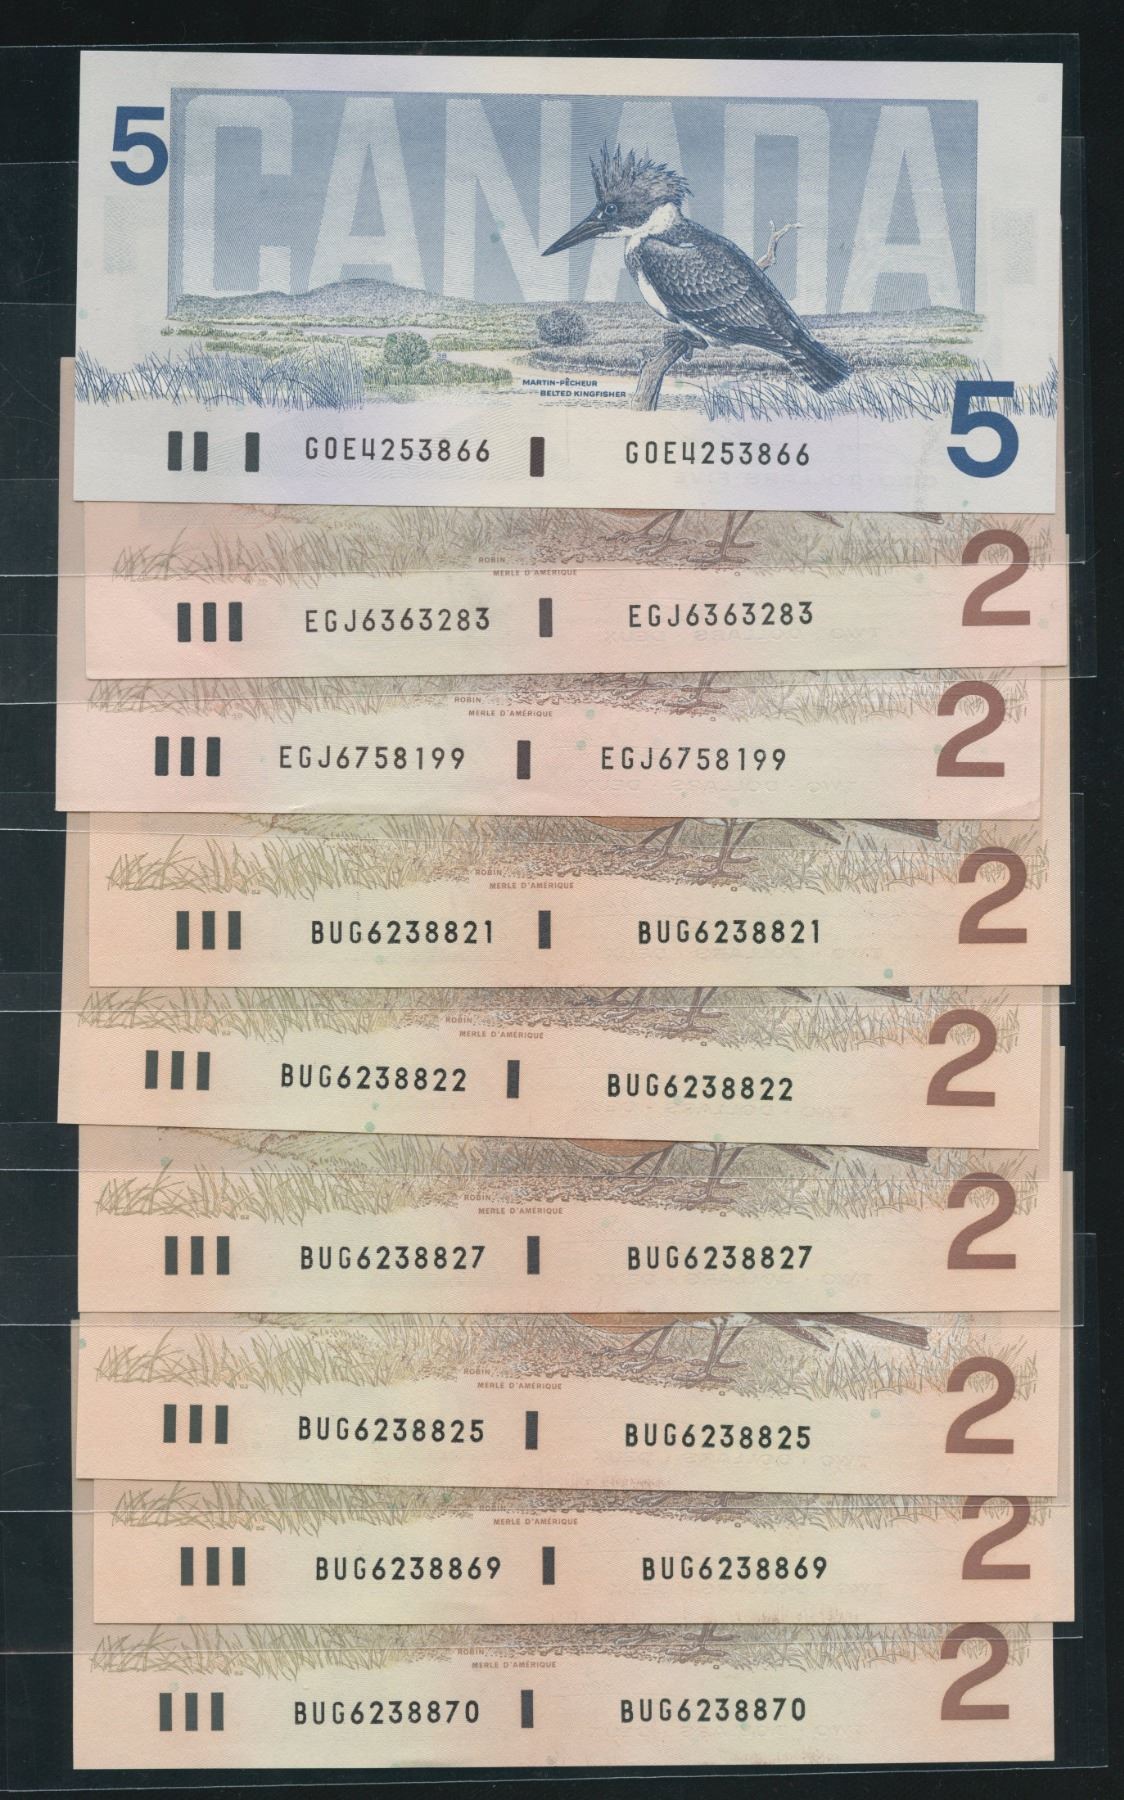 CANADA
5
MARTIN-PÊCHEUR
BELTED KINGFISHER
5
GOE4253866 GOE4253866
ROBIN
MERLE D'AMÉRIQUE
2
EGJ6363283 EGJ6363283
ROBIN
MERLE D'AMÉRIQUE
2
EGJ6758199 EGJ6758199
ROBIN
MERLE D'AMÉRIQUE
2
BUG6238821 BUG6238821
ROBIN
MERLE D'AMÉRIQUE
2
BUG6238822 BUG6238822
ROBIN
MERLE D'AMÉRIQUE
2
BUG6238827 BUG6238827
ROBIN
MERLE D'AMÉRIQUE
2
BUG6238825 BUG6238825
ROBIN
MERLE D'AMÉRIQUE
2
BUG6238869 BUG6238869
ROBIN
MERLE D'AMÉRIQUE
2
BUG6238870 BUG6238870